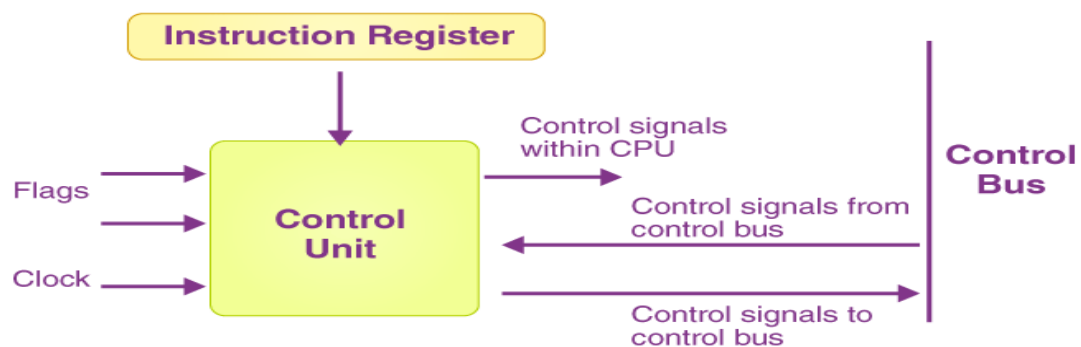 Instruction Register
Control signals
within CPU
Control
Bus
Flags
Control
Unit
Control signals from
control bus
Clock
Control signals to
control bus